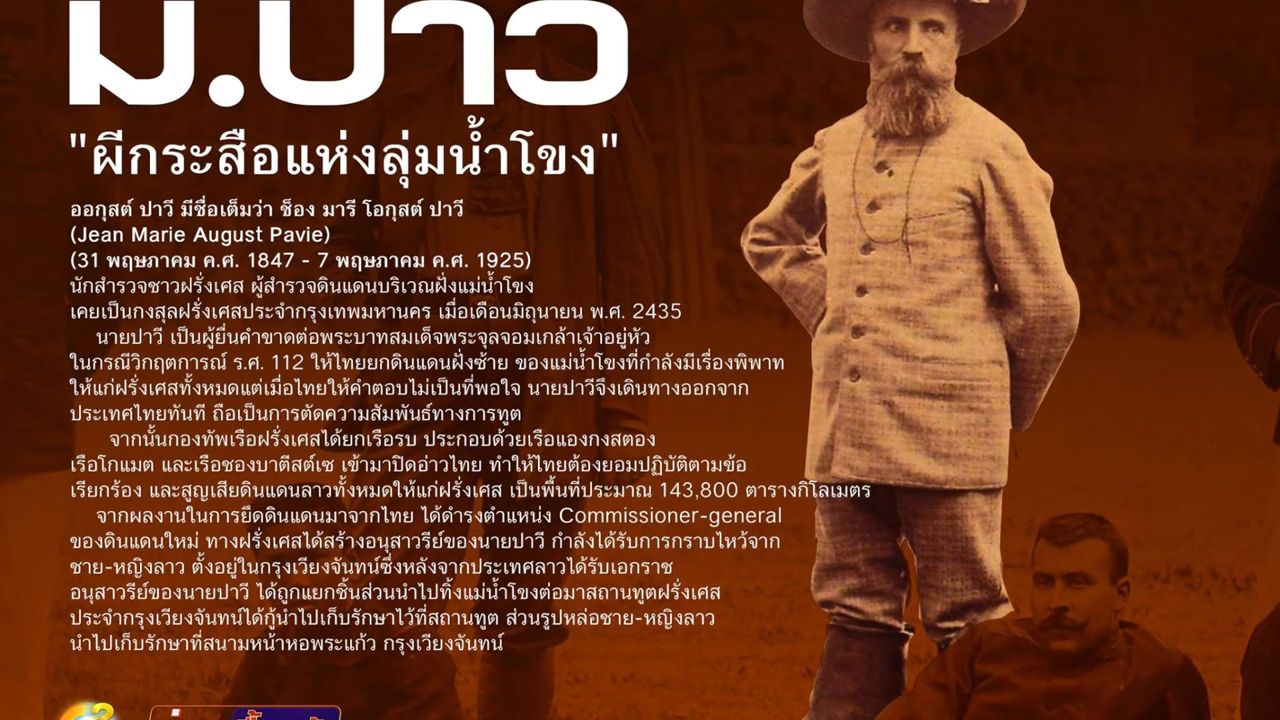 ม.ปาวี
"ผีกระสือแห่งลุ่มน้ำโขง"
ออกุสต์ ปาวี มีชื่อเต็มว่า ช็อง มารี โอกุสต์ ปาวี
(Jean Marie August Pavie)
(31 พฤษภาคม ค.ศ. 1847 - 7 พฤษภาคม ค.ศ. 1925)
นักสำรวจชาวฝรั่งเศส ผู้สำรวจดินแดนบริเวณฝั่งแม่น้ำโขง
เคยเป็นกงสุลฝรั่งเศสประจำกรุงเทพมหานคร เมื่อเดือนมิถุนายน พ.ศ. 2435
นายปาวี เป็นผู้ยื่นคำขาดต่อพระบาทสมเด็จพระจุลจอมเกล้าเจ้าอยู่หัว
ในกรณีวิกฤตการณ์ ร.ศ. 112 ให้ไทยยกดินแดนฝั่งซ้าย ของแม่น้ำโขงที่กำลังมีเรื่องพิพาท
ให้แก่ฝรั่งเศสทั้งหมดแต่เมื่อไทยให้คำตอบไม่เป็นที่พอใจ นายปาวีจึงเดินทางออกจาก
ประเทศไทยทันที ถือเป็นการตัดความสัมพันธ์ทางการทูต
จากนั้นกองทัพเรือฝรั่งเศสได้ยกเรือรบ ประกอบด้วยเรือแองกงสตอง
เรือโกแมต และเรือชองบาตีสต์เซ เข้ามาปิดอ่าวไทย ทำให้ไทยต้องยอมปฏิบัติตามข้อ
เรียกร้อง และสูญเสียดินแดนลาวทั้งหมดให้แก่ฝรั่งเศส เป็นพื้นที่ประมาณ 143,800 ตารางกิโลเมตร
จากผลงานในการยึดดินแดนมาจากไทย ได้ดำรงตำแหน่ง Commissioner-general
ของดินแดนใหม่ ทางฝรั่งเศสได้สร้างอนุสาวรีย์ของนายปาวี กำลังได้รับการกราบไหว้จาก
ชาย-หญิงลาว ตั้งอยู่ในกรุงเวียงจันทน์ซึ่งหลังจากประเทศลาวได้รับเอกราช
อนุสาวรีย์ของนายปาวี ได้ถูกแยกชิ้นส่วนนำไปทิ้งแม่น้ำโขงต่อมาสถานทูตฝรั่งเศส
ประจำกรุงเวียงจันทน์ได้กู้นำไปเก็บรักษาไว้ที่สถานทูต ส่วนรูปหล่อชาย-หญิงลาว
นำไปเก็บรักษาที่สนามหน้าหอพระแก้ว กรุงเวียงจันทน์